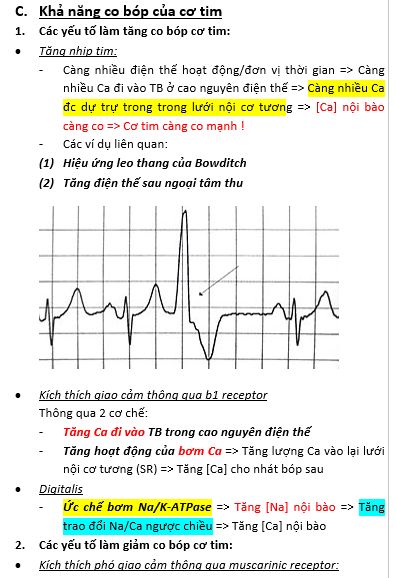 C. Khả năng co bóp của cơ tim
1. Các yếu tố làm tăng co bóp cơ tim:
• Tăng nhịp tim:
- Càng nhiều điện thế hoạt động/đơn vị thời gian => Càng
nhiều Ca đi vào TB ở cao nguyên điện thế => Càng nhiều Ca
đc dự trự trong trong lưới nội cơ tương => [Ca] nội bào
càng co => Cơ tim càng co mạnh !
- Các ví dụ liên quan:
(1) Hiệu ứng leo thang của Bowditch
(2) Tăng điện thế sau ngoại tâm thu
• Kích thích giao cảm thông qua b1 receptor
Thông qua 2 cơ chế:
- Tăng Ca đi vào TB trong cao nguyên điện thế
- Tăng hoạt động của bơm Ca => Tăng lượng Ca vào lại lưới
nội cơ tương (SR) => Tăng [Ca] cho nhát bóp sau
• Digitalis
- Ức chế bơm Na/K-ATPase => Tăng [Na] nội bào => Tăng
trao đổi Na/Ca ngược chiều => Tăng [Ca] nội bào
2. Các yếu tố làm giảm co bóp cơ tim:
• Kích thích phó giao cảm thông qua muscarinic receptor: